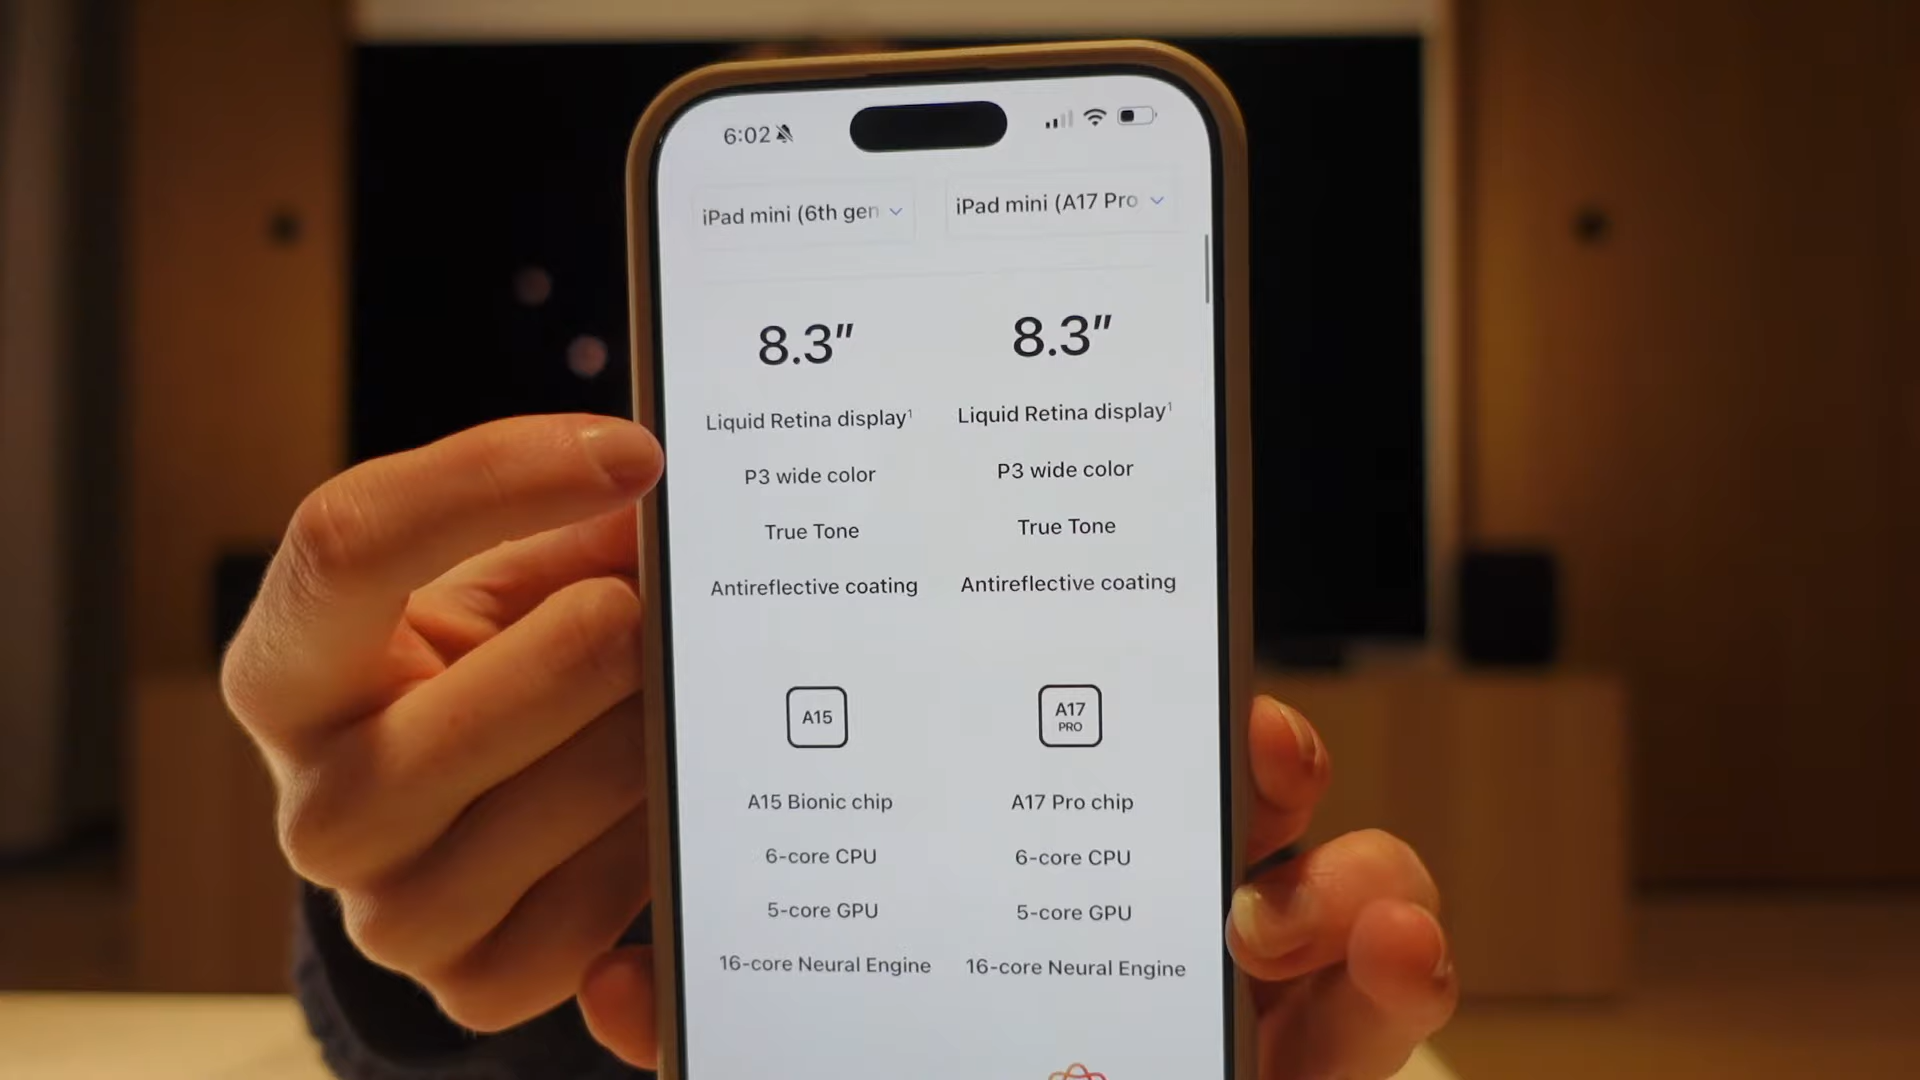 6:02
iPad mini (6th gen
iPad mini (A17 Pro
8.3"
8.3"
Liquid Retina display¹
Liquid Retina display¹
P3 wide color
P3 wide color
True Tone
True Tone
Antireflective coating
Antireflective coating
A15
A17
PRO
A15 Bionic chip
A17 Pro chip
6-core CPU
6-core CPU
5-core GPU
5-core GPU
16-core Neural Engine
16-core Neural Engine